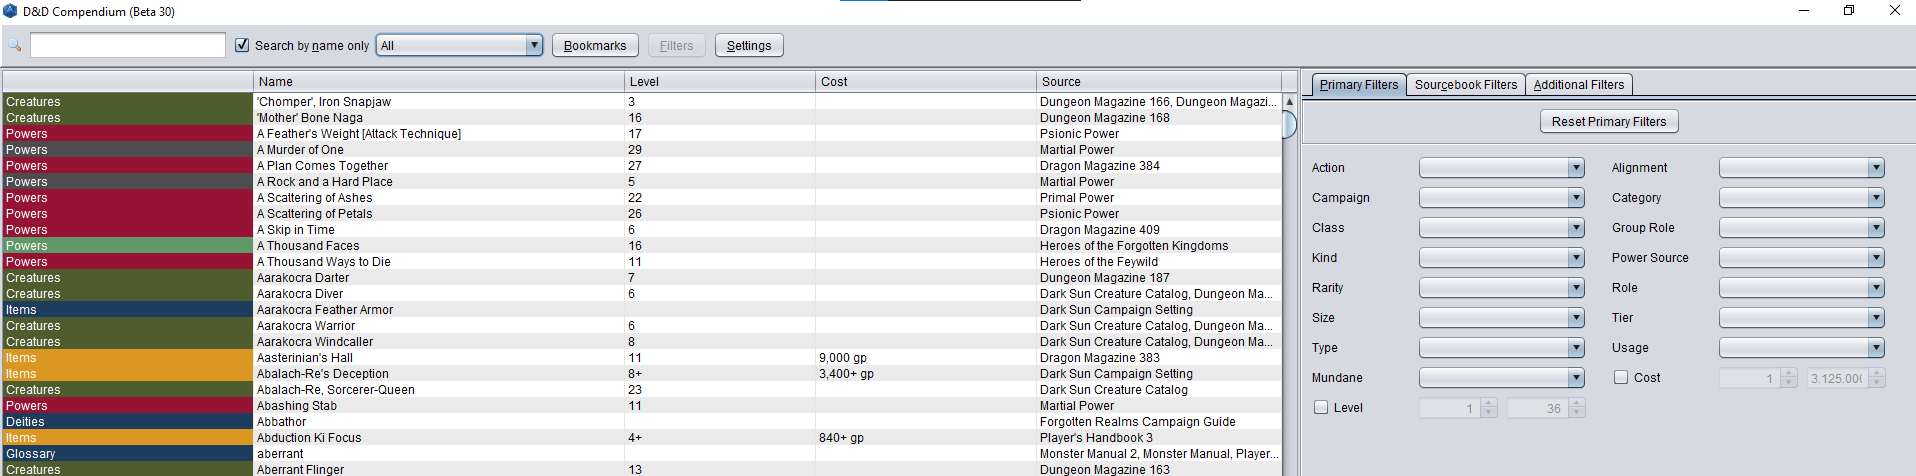 D&D Compendium (Beta 30)
Search by name only All Bookmarks Filters Settings
Name Level Cost Source
Creatures 'Chomper', Iron Snapjaw 3 Dungeon Magazine 166, Dungeon Magazi...
Creatures 'Mother' Bone Naga 16 Dungeon Magazine 168
Powers A Feather's Weight [Attack Technique] 17 Psionic Power
Powers A Murder of One 29 Martial Power
Powers A Plan Comes Together 27 Dragon Magazine 384
Powers A Rock and a Hard Place 5 Martial Power
Powers A Scattering of Ashes 22 Primal Power
Powers A Scattering of Petals 26 Psionic Power
Powers A Skip in Time 6 Dragon Magazine 409
Powers A Thousand Faces 16 Heroes of the Forgotten Kingdoms
Powers A Thousand Ways to Die 11 Heroes of the Feywild
Creatures Aarakocra Darter 7 Dungeon Magazine 187
Creatures Aarakocra Diver 6 Dark Sun Creature Catalog, Dungeon Ma...
Items Aarakocra Feather Armor Dark Sun Campaign Setting
Creatures Aarakocra Warrior 6 Dark Sun Creature Catalog, Dungeon Ma...
Creatures Aarakocra Windcaller 8 Dark Sun Creature Catalog, Dungeon Ma...
Items Aasterinian's Hall 11 9,000 gp Dragon Magazine 383
Items Abalach-Re's Deception 8+ 3,400+ gp Dark Sun Campaign Setting
Creatures Abalach-Re, Sorcerer-Queen 23 Dark Sun Creature Catalog
Powers Abashing Stab 11 Martial Power
Deities Abbathor Forgotten Realms Campaign Guide
Items Abduction Ki Focus 4+ 840+ gp Player's Handbook 3
Glossary aberrant Monster Manual 2, Monster Manual, Player...
Creatures Aberrant Flinger 13 Dungeon Magazine 163
Primary Filters Sourcebook Filters Additional Filters
Reset Primary Filters
Action Alignment
Campaign Category
Class Group Role
Kind Power Source
Rarity Role
Size Tier
Type Usage
Mundane Cost 1 3.125.00
Level 1 36